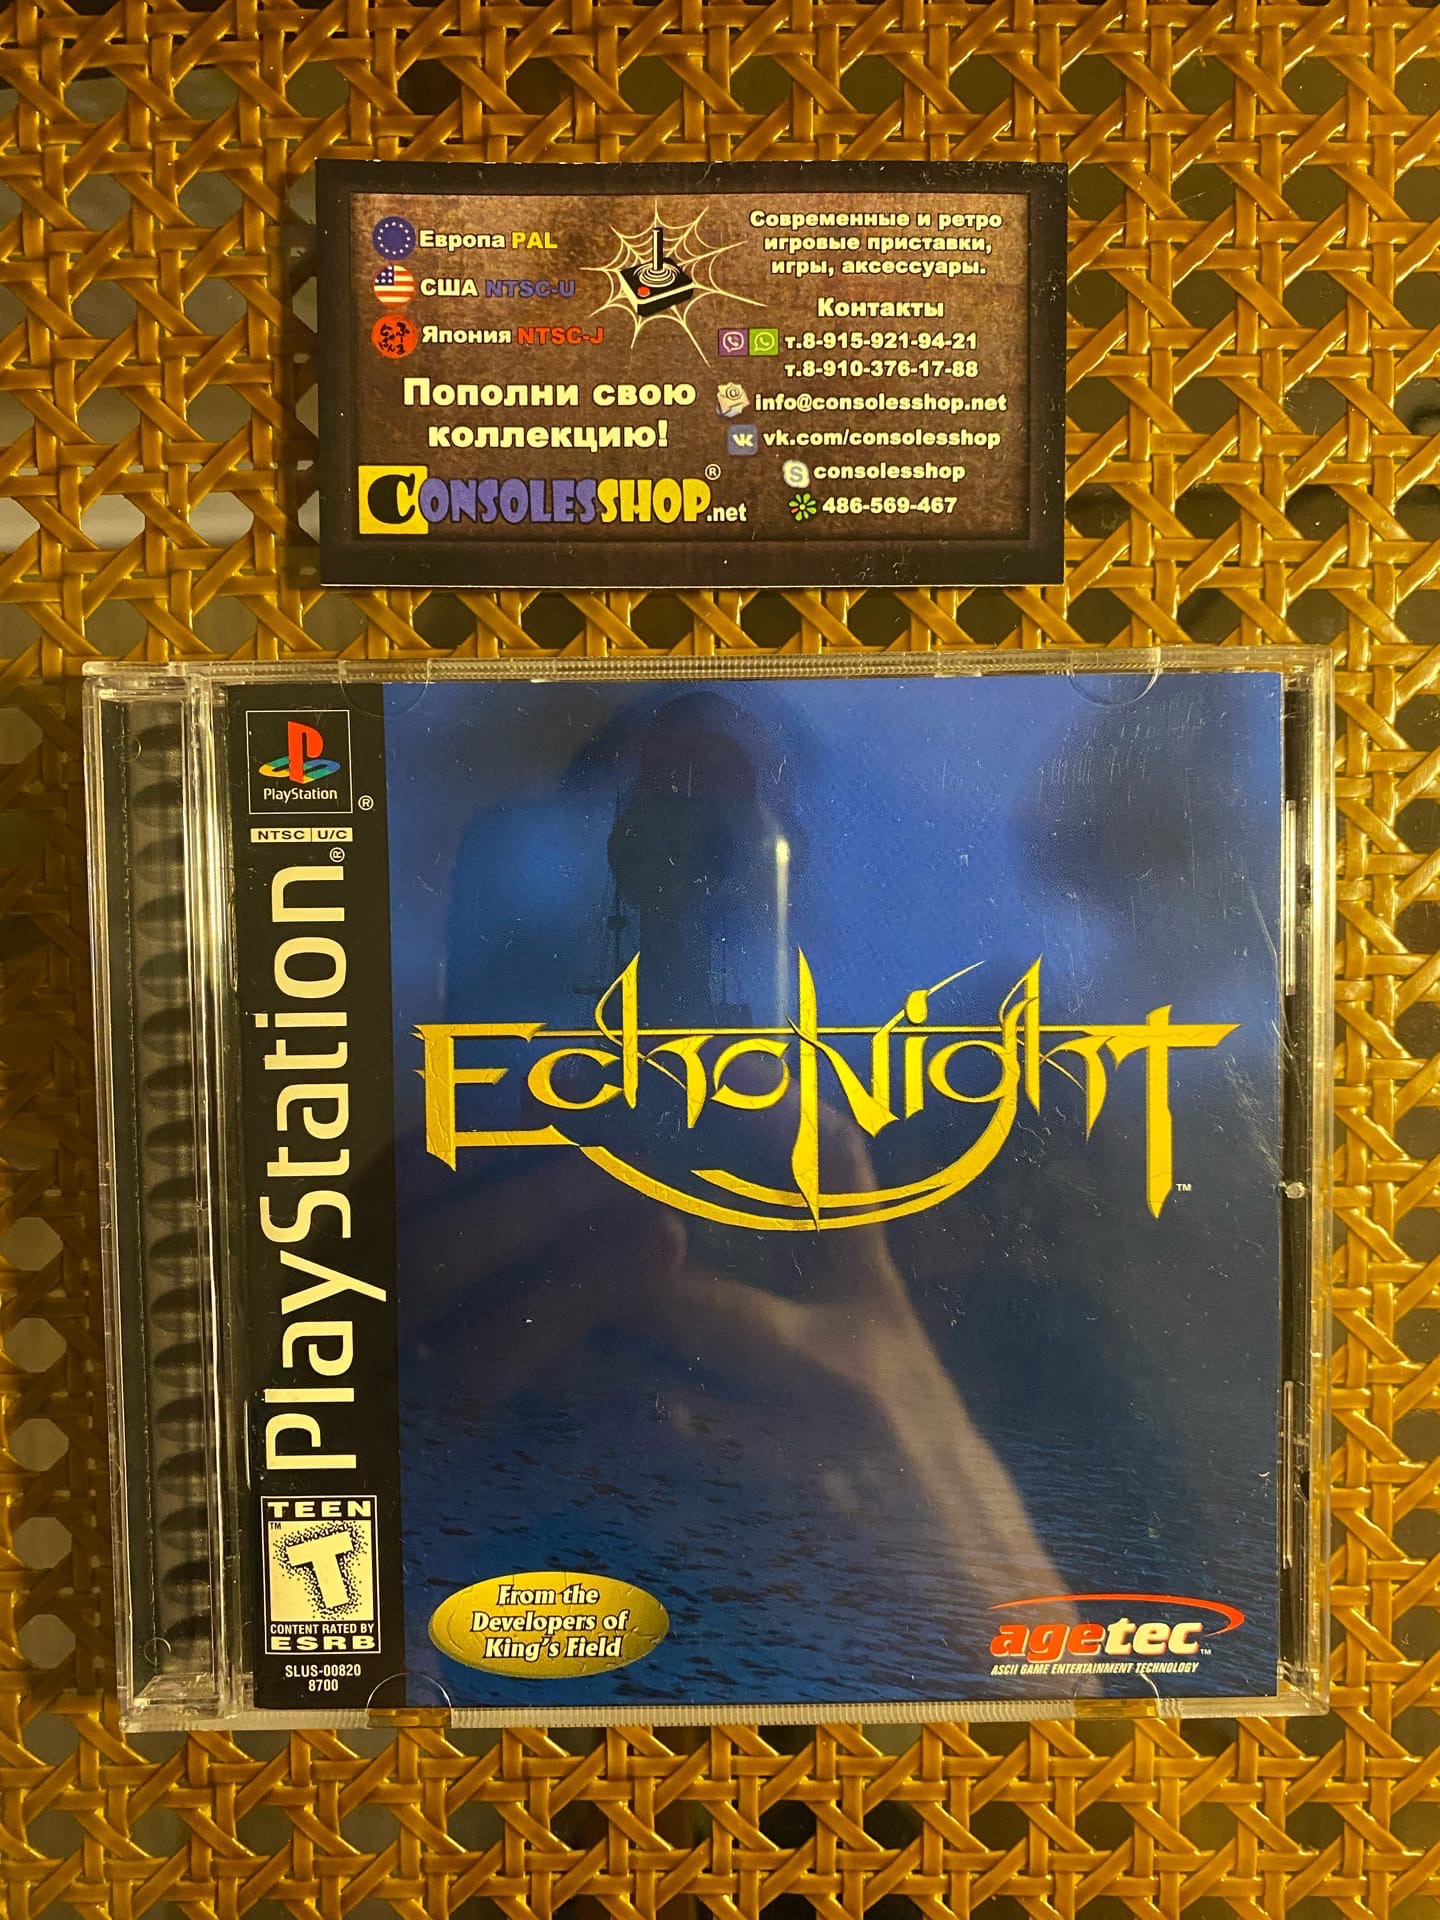 Европа PAL
США NTSC-U
Япония NTSC-J
Пополни свою
коллекцию!
CONSOLESSHOP.net
®
Современные и ретро
игровые приставки,
игры, аксессуары.
Контакты
т.8-915-921-94-21
т.8-910-376-17-88
info@consolesshop.net
vk.com/consolesshop
consolesshop
486-569-467
PlayStation
®
NTSC U/C
PlayStation®
TEEN
™
T
CONTENT RATED BY
ESRB
SLUS-00820
8700
EchoNight
™
From the
Developers of
King's Field
agetec™
ASCII GAME ENTERTAINMENT TECHNOLOGY